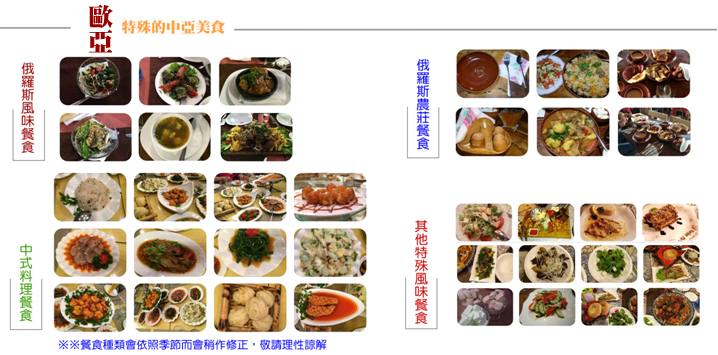 歐亞 特殊的中亞美食
俄羅斯風味餐食
俄羅斯農莊餐食
中式料理餐食
其他特殊風味餐食
※※餐食種類會依照季節而會稍作修正，敬請理性諒解